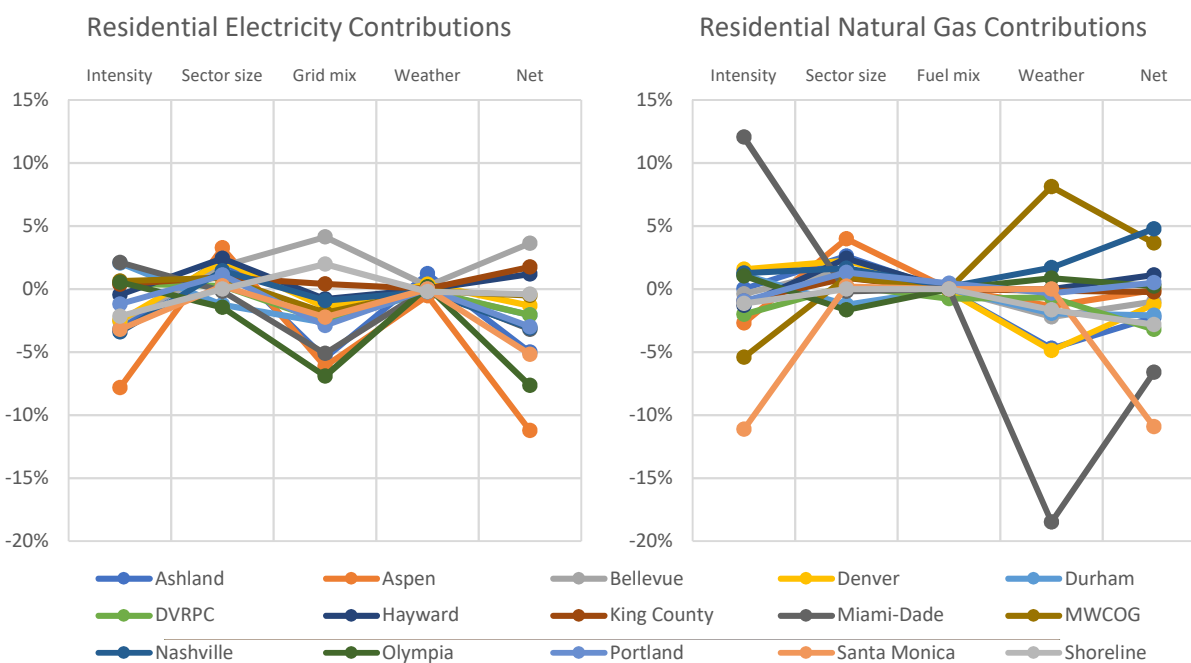 Residential Electricity Contributions
Intensity Sector size Grid mix Weather Net
15%
10%
5%
0%
-5%
-10%
-15%
-20%
Residential Natural Gas Contributions
Intensity Sector size Fuel mix Weather Net
15%
10%
5%
0%
-5%
-10%
-15%
-20%
Ashland Aspen Bellevue Denver Durham
DVRPC Hayward King County Miami-Dade MWCOG
Nashville Olympia Portland Santa Monica Shoreline